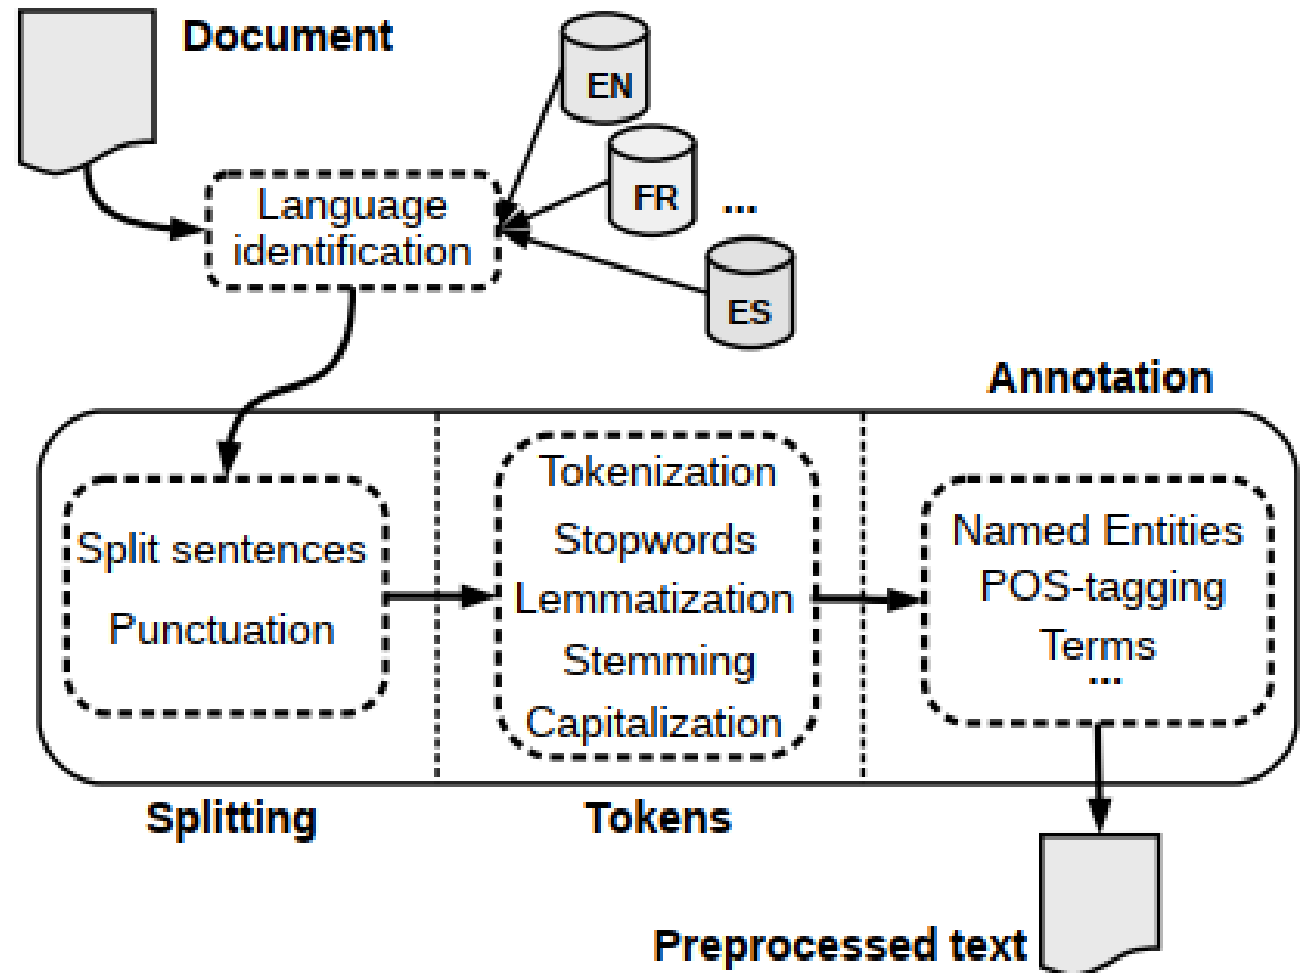 Document
EN
FR
...
ES
Language
identification
Annotation
Split sentences
Punctuation
Tokenization
Stopwords
Lemmatization
Stemming
Capitalization
Named Entities
POS-tagging
Terms
...
Splitting
Tokens
Preprocessed text